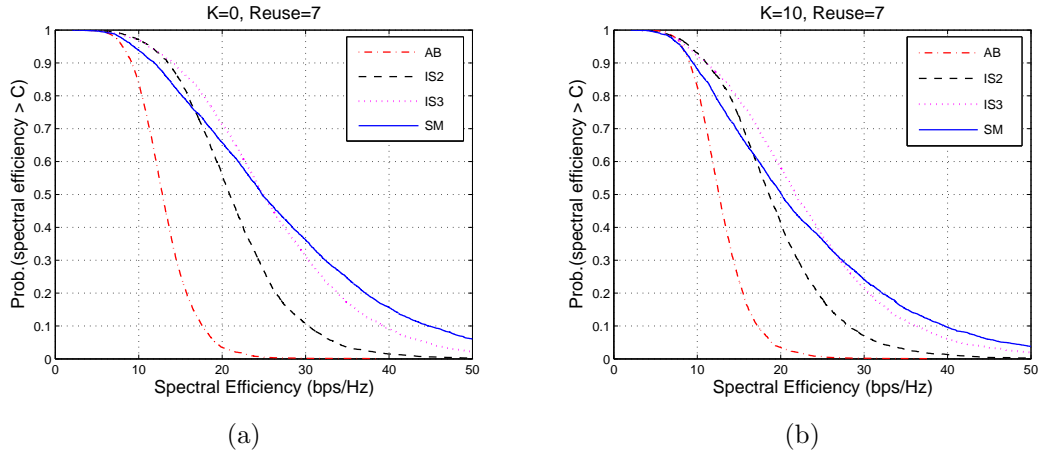 K=0, Reuse=7
Prob.(spectral efficiency > C)
1
0.9
0.8
0.7
0.6
0.5
0.4
0.3
0.2
0.1
0
AB
IS2
IS3
SM
0 10 20 30 40 50
Spectral Efficiency (bps/Hz)
(a)
K=10, Reuse=7
Prob.(spectral efficiency > C)
1
0.9
0.8
0.7
0.6
0.5
0.4
0.3
0.2
0.1
0
AB
IS2
IS3
SM
0 10 20 30 40 50
Spectral Efficiency (bps/Hz)
(b)